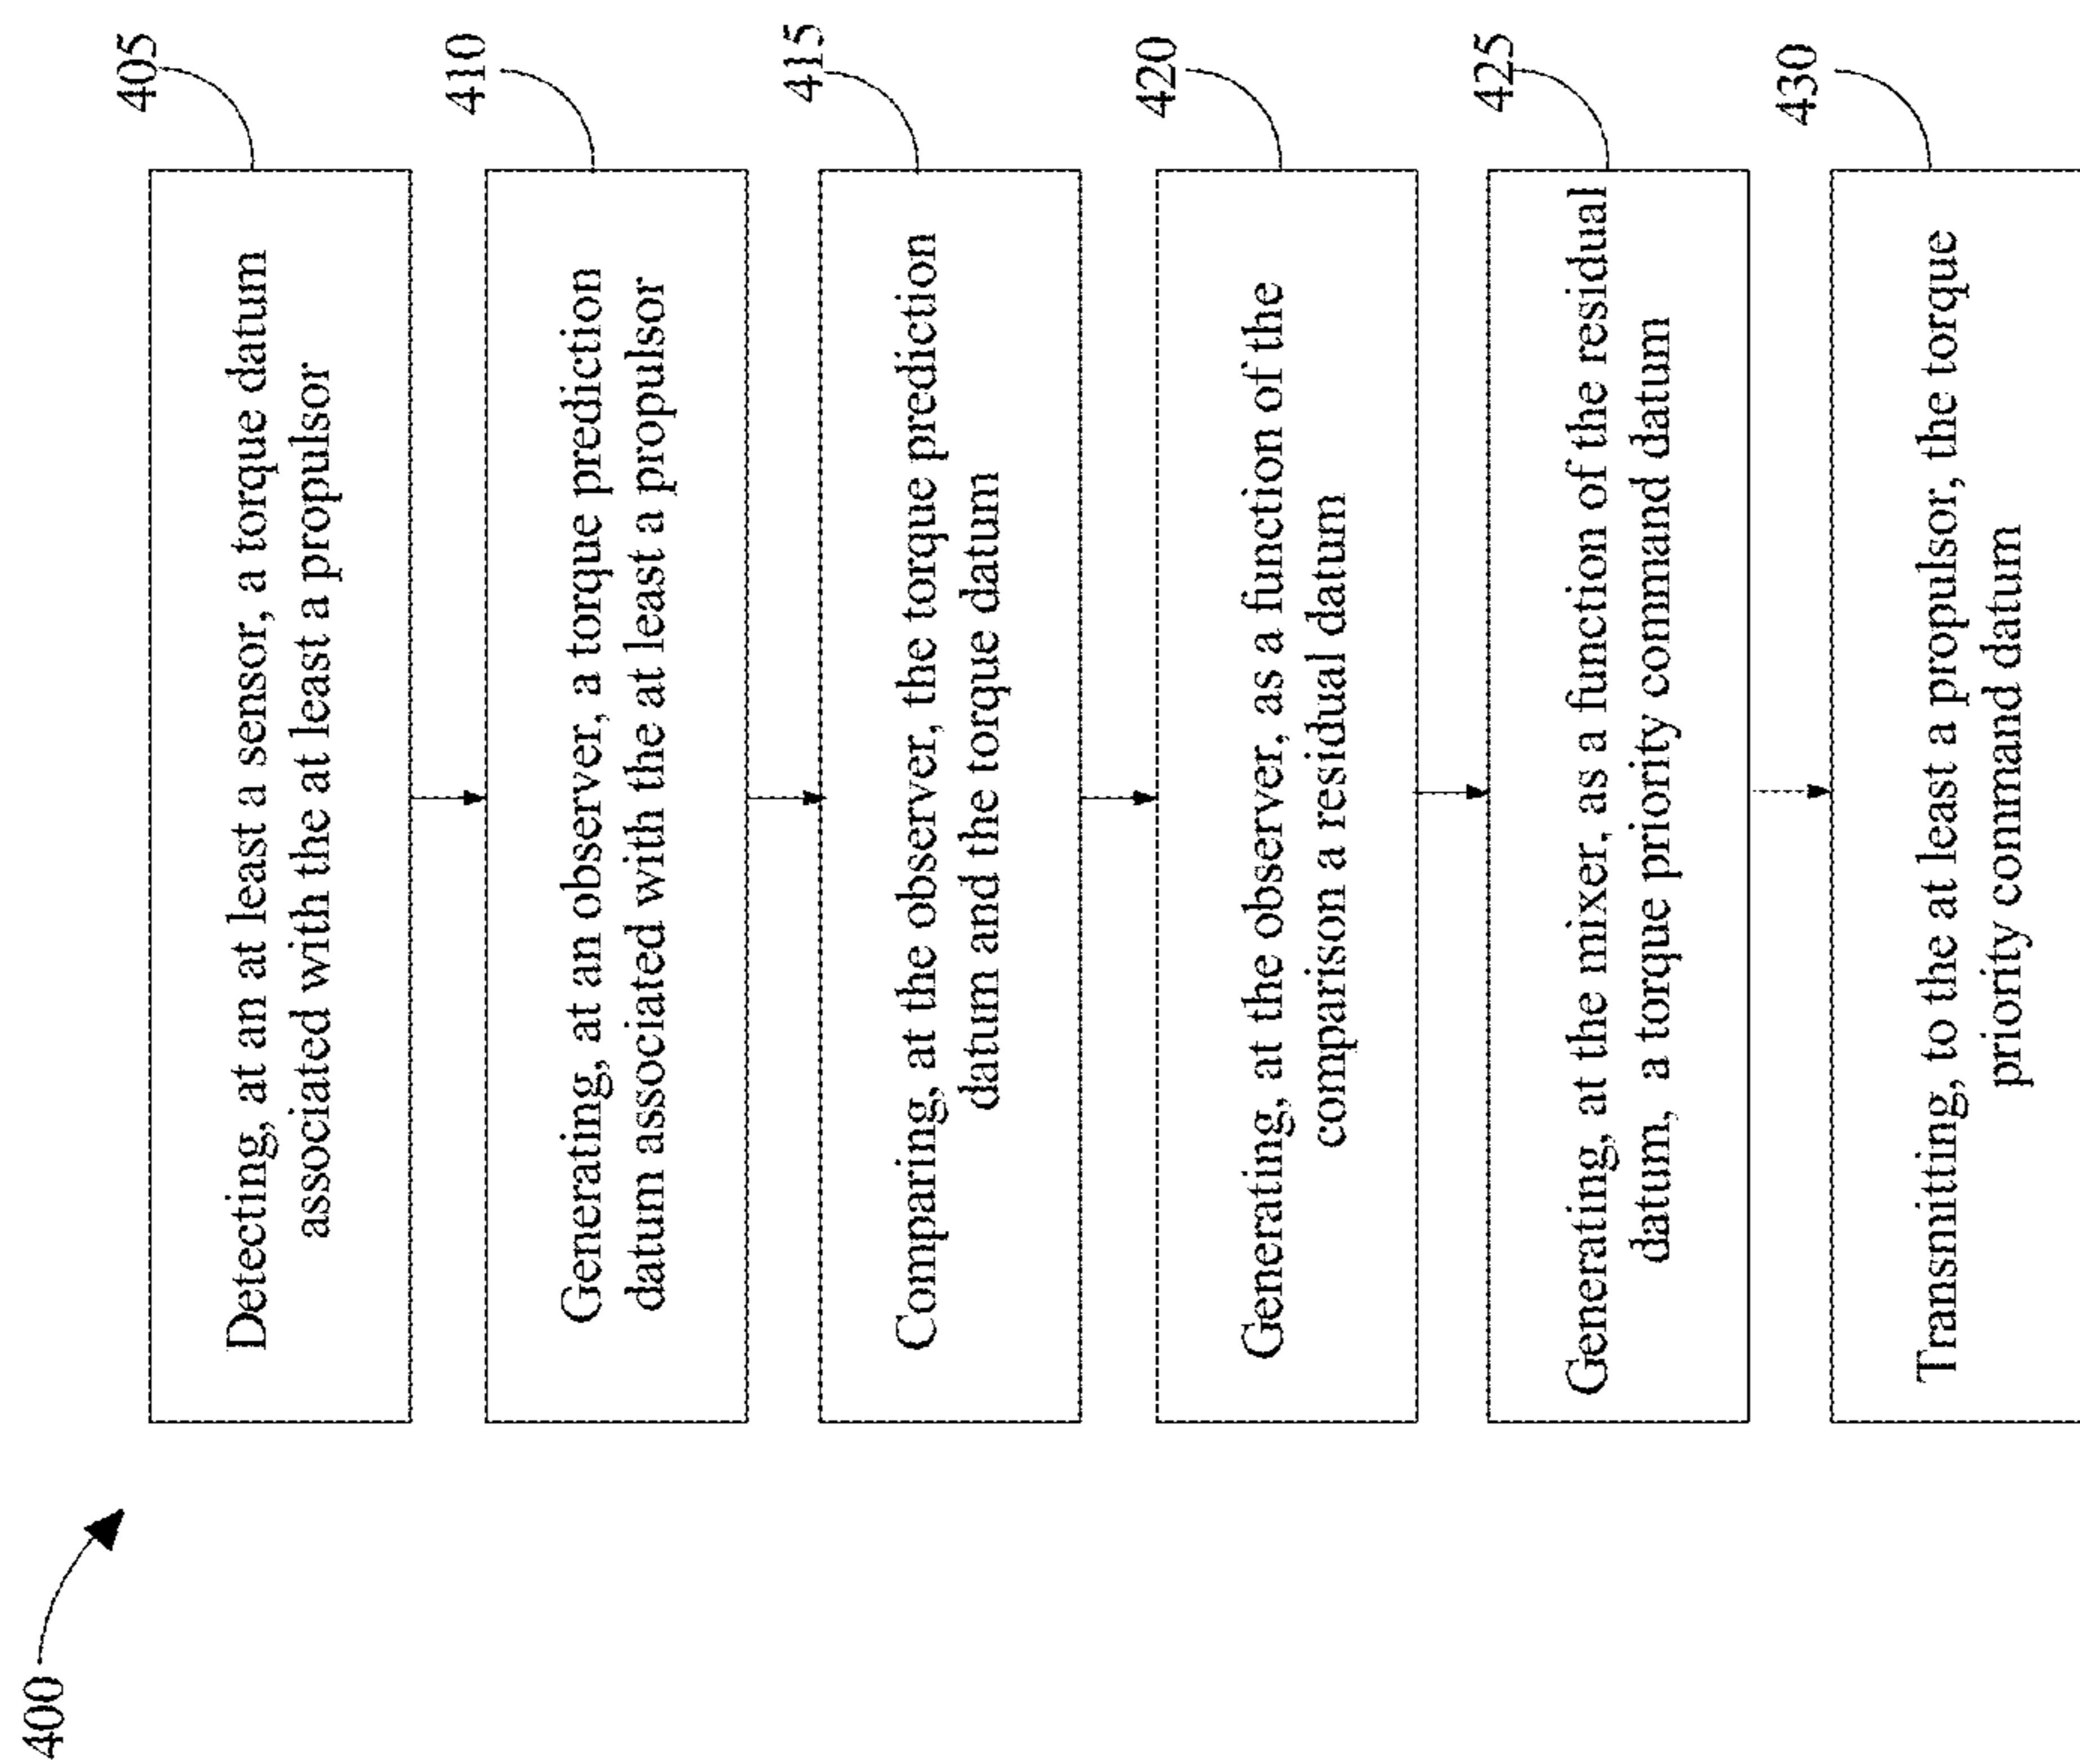 400
405
Detecting, at an at least a sensor, a torque datum
associated with the at least a propulsor
410
Generating, at an observer, a torque prediction
datum associated with the at least a propulsor
415
Comparing, at the observer, the torque prediction
datum and the torque datum
420
Generating, at the observer, as a function of the
comparison a residual datum
425
Generating, at the mixer, as a function of the residual
datum, a torque priority command datum
430
Transmitting, to the at least a propulsor, the torque
priority command datum